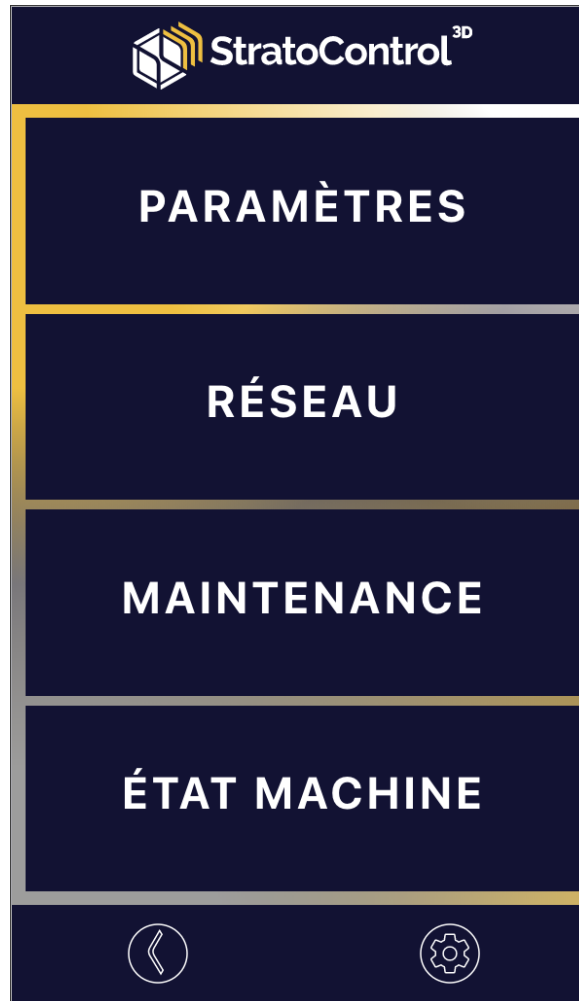 StratoControl 3D
PARAMÈTRES
RÉSEAU
MAINTENANCE
ÉTAT MACHINE